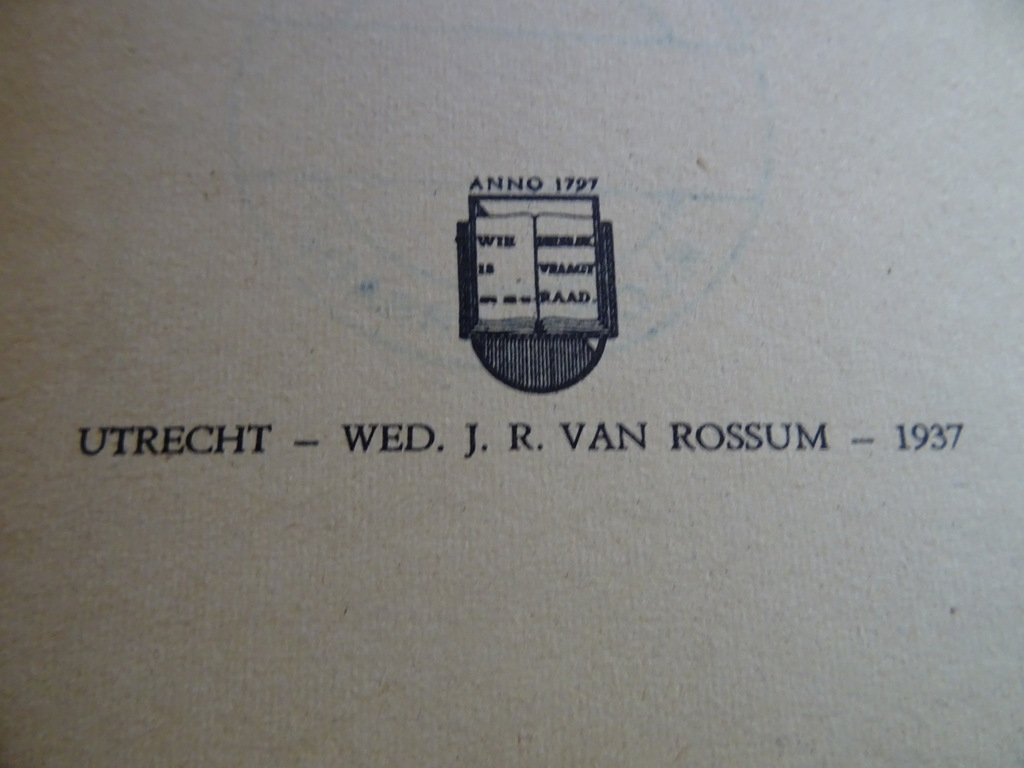 ANNO 1797
WIE
IS
VRAAGT
RAAD.
UTRECHT – WED. J. R. VAN ROSSUM – 1937